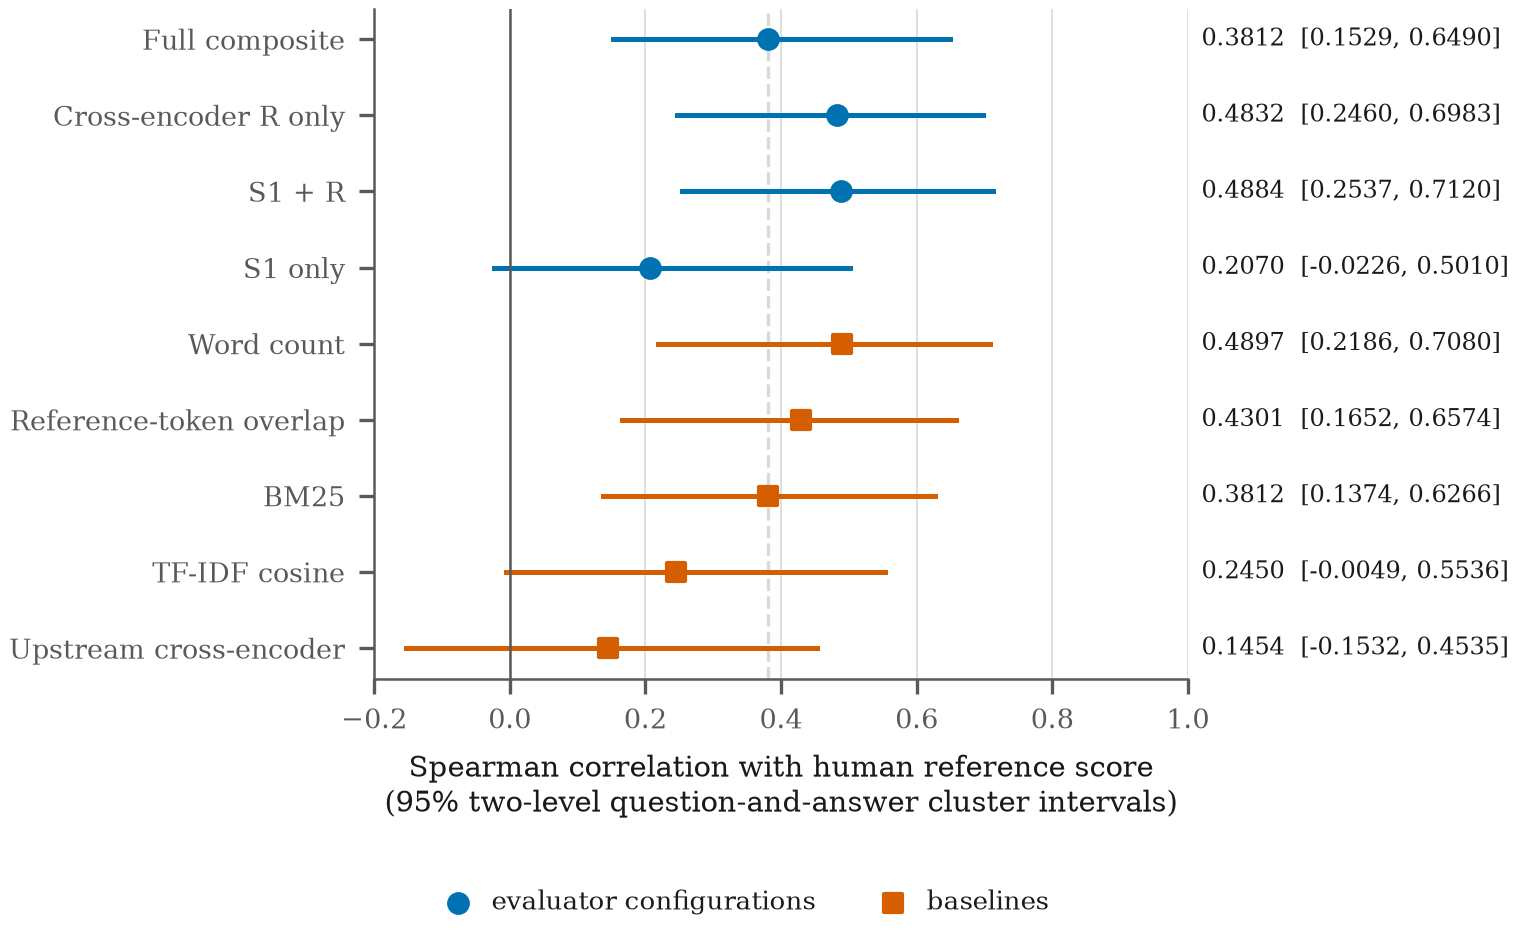 Full composite 0.3812 [0.1529, 0.6490]
Cross-encoder R only 0.4832 [0.2460, 0.6983]
S1 + R 0.4884 [0.2537, 0.7120]
S1 only 0.2070 [-0.0226, 0.5010]
Word count 0.4897 [0.2186, 0.7080]
Reference-token overlap 0.4301 [0.1652, 0.6574]
BM25 0.3812 [0.1374, 0.6266]
TF-IDF cosine 0.2450 [-0.0049, 0.5536]
Upstream cross-encoder 0.1454 [-0.1532, 0.4535]
−0.2 0.0 0.2 0.4 0.6 0.8 1.0
Spearman correlation with human reference score
(95% two-level question-and-answer cluster intervals)
evaluator configurations baselines